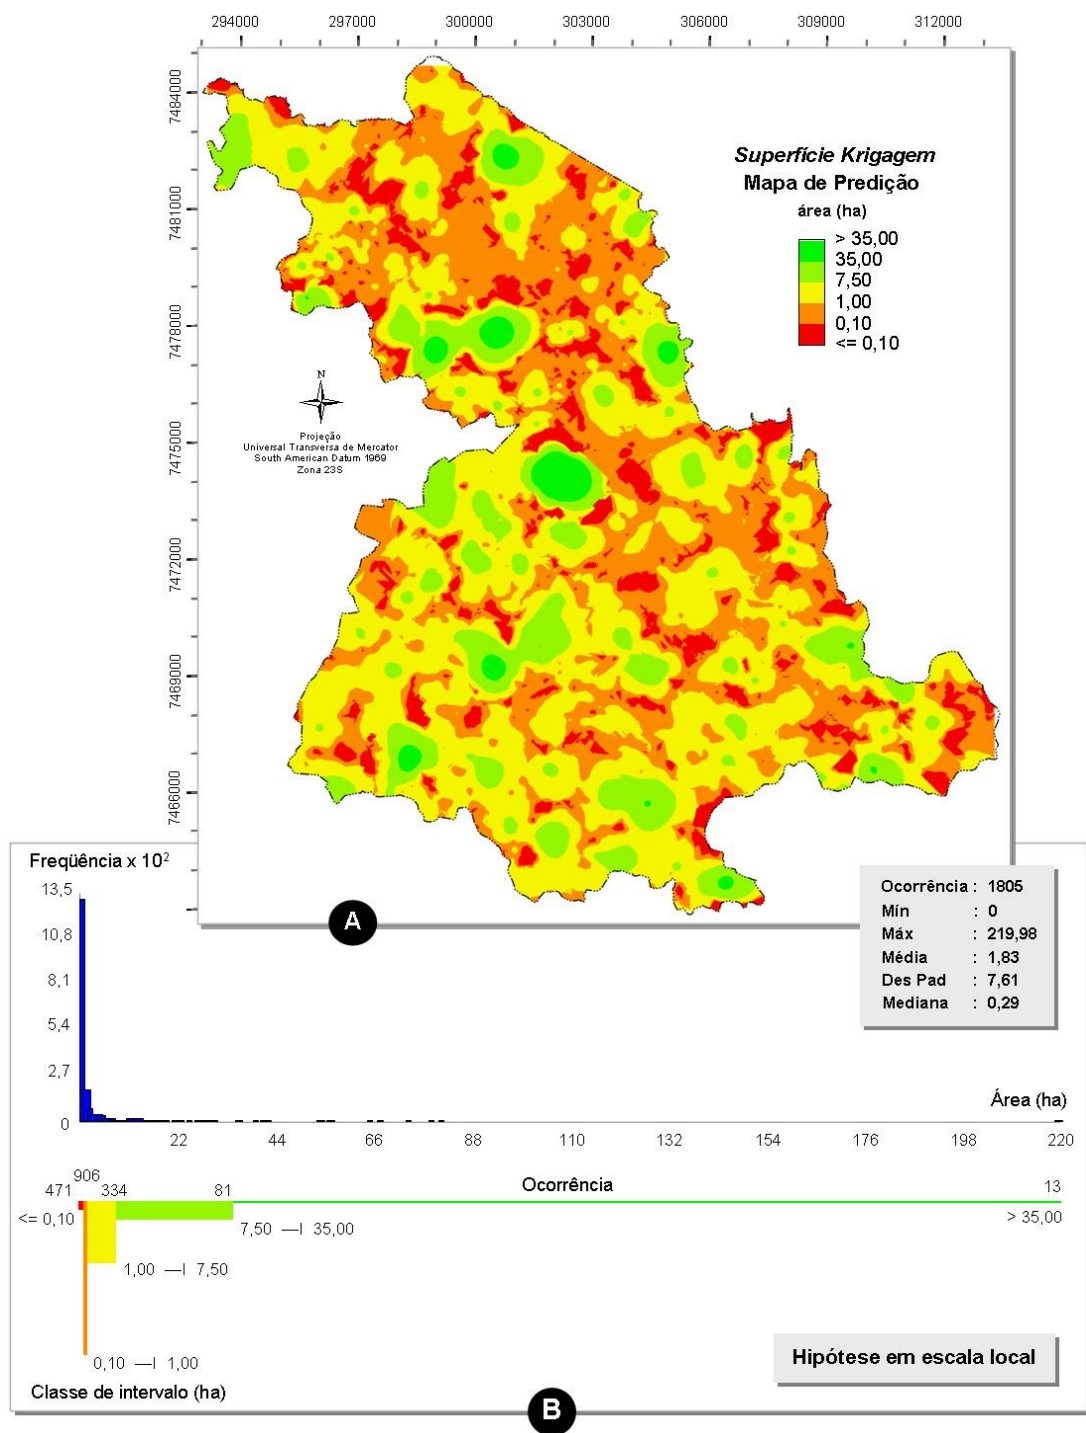 294000 297000 300000 303000 306000 309000 312000
7484000
7481000
7478000
7475000
7472000
7469000
7466000
Superfície Krigagem
Mapa de Predição
área (ha)
> 35,00
35,00
7,50
1,00
0,10
<= 0,10
N
Projeção
Universal Transversa de Mercator
South American Datum 1969
Zona 23S
A
Freqüência x 10²
13,5
10,8
8,1
5,4
2,7
0
Ocorrência : 1805
Mín : 0
Máx : 219,98
Média : 1,83
Des Pad : 7,61
Mediana : 0,29
Área (ha)
22 44 66 88 110 132 154 176 198 220
906
471 334 81 Ocorrência 13
<= 0,10 7,50 —I 35,00 > 35,00
1,00 —I 7,50
0,10 —I 1,00
Hipótese em escala local
Classe de intervalo (ha)
B